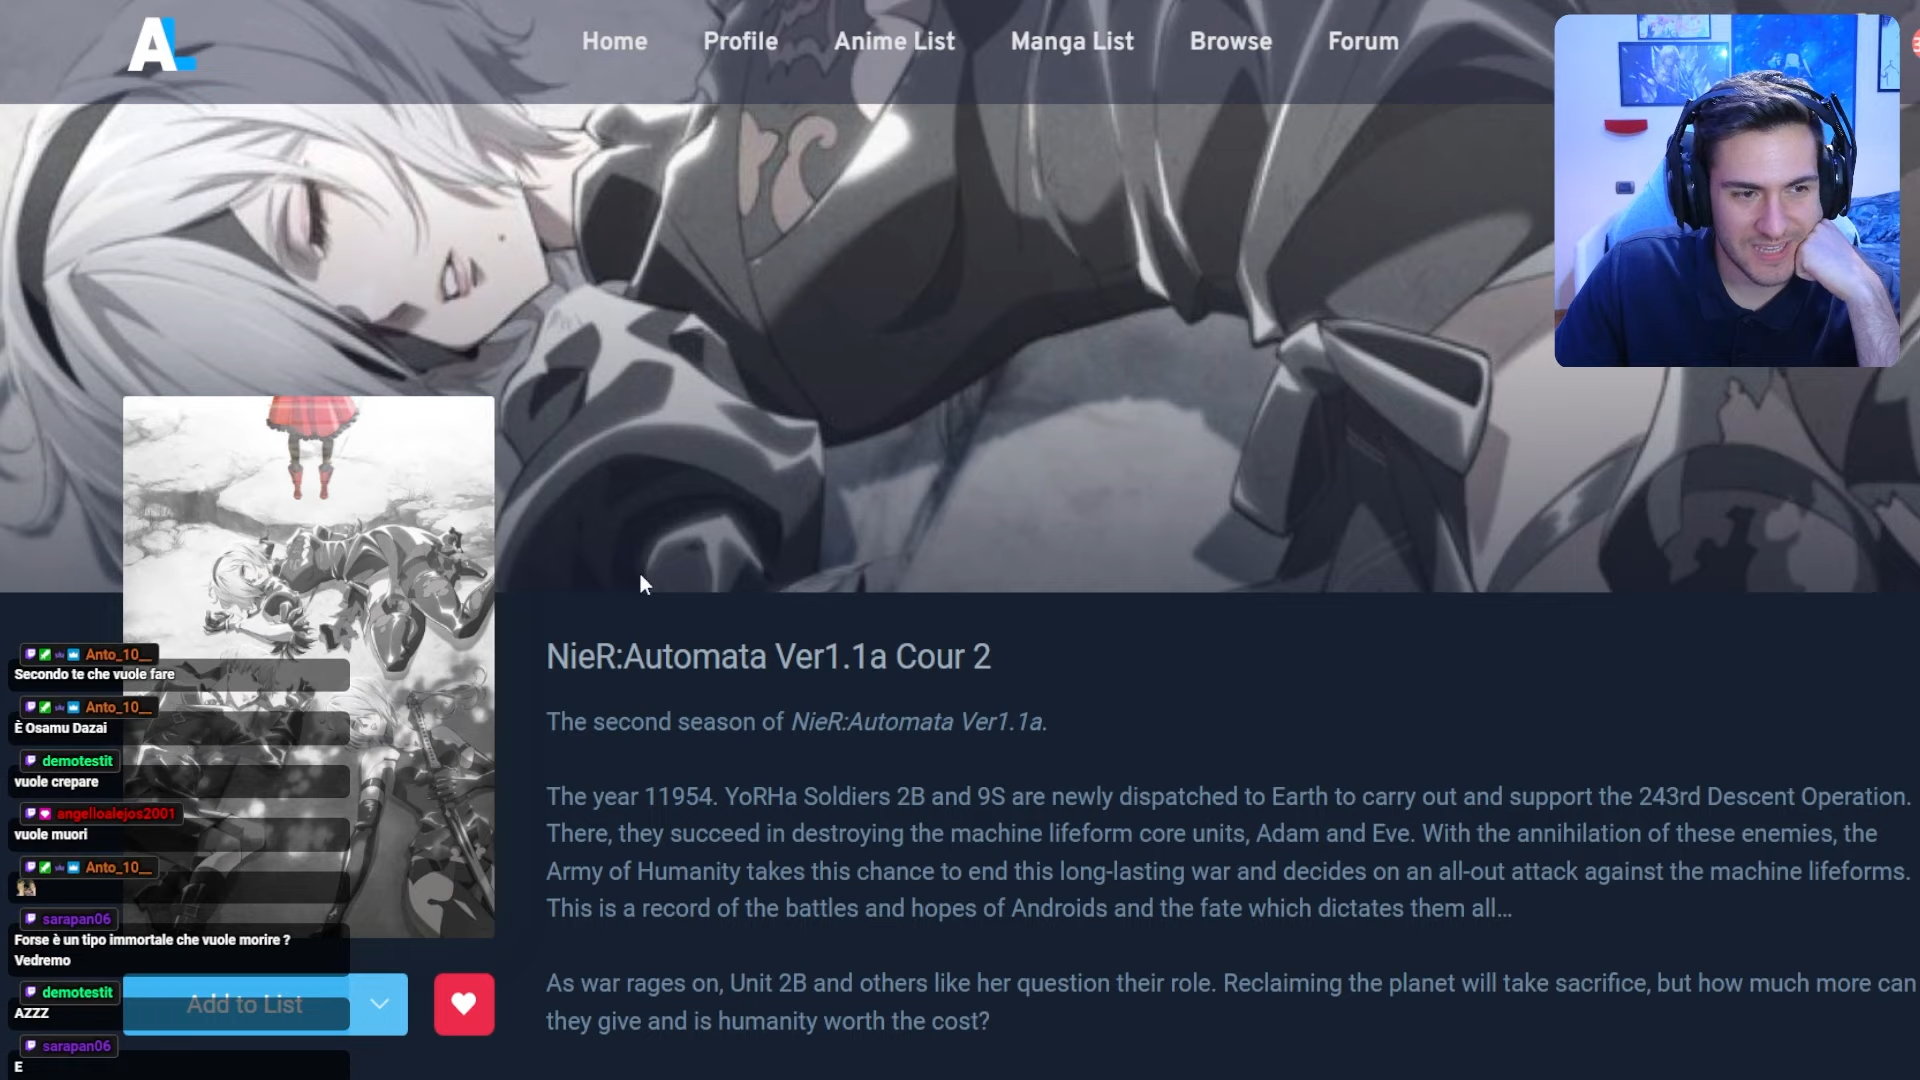 AL
Home
Profile
Anime List
Manga List
Browse
Forum
NieR:Automata Ver1.1a Cour 2
The second season of NieR:Automata Ver1.1a.
The year 11954. YoRHa Soldiers 2B and 9S are newly dispatched to Earth to carry out and support the 243rd Descent Operation.
There, they succeed in destroying the machine lifeform core units, Adam and Eve. With the annihilation of these enemies, the
Army of Humanity takes this chance to end this long-lasting war and decides on an all-out attack against the machine lifeforms.
This is a record of the battles and hopes of Androids and the fate which dictates them all...
As war rages on, Unit 2B and others like her question their role. Reclaiming the planet will take sacrifice, but how much more can
they give and is humanity worth the cost?
Add to List
Anto_10__
Secondo te che vuole fare
Anto_10__
È Osamu Dazai
demotestit
vuole crepare
angelloalejos2001
vuole muori
Anto_10__
sarapan06
Forse è un tipo immortale che vuole morire ?
Vedremo
demotestit
AZZZ
sarapan06
E